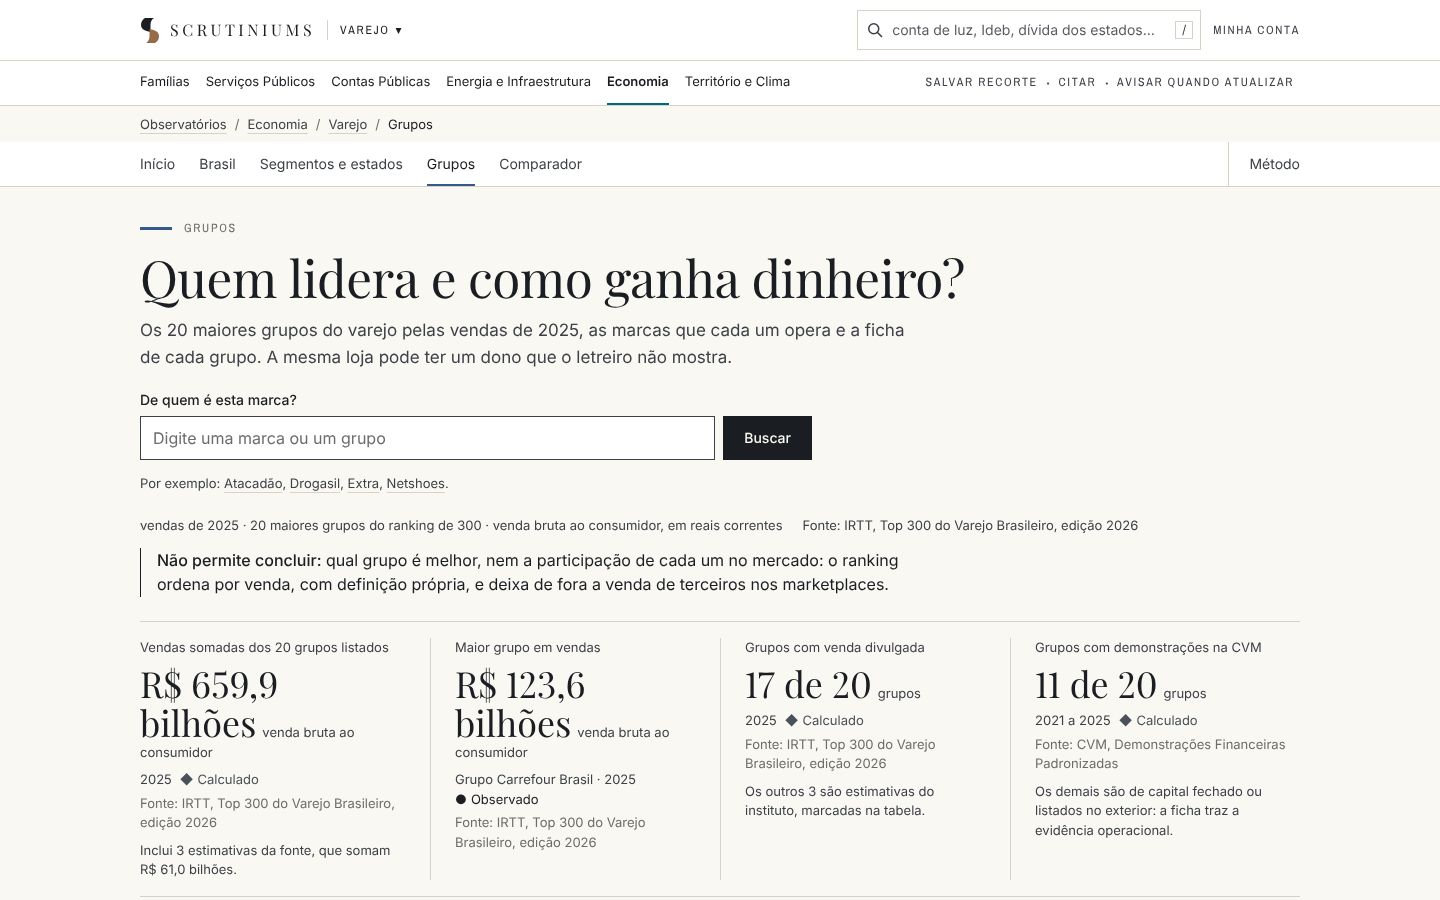 SCRUTINIUMS
VAREJO ▼
conta de luz, Ideb, dívida dos estados...
/
MINHA CONTA
Famílias
Serviços Públicos
Contas Públicas
Energia e Infraestrutura
Economia
Território e Clima
SALVAR RECORTE · CITAR · AVISAR QUANDO ATUALIZAR
Observatórios / Economia / Varejo / Grupos
Início
Brasil
Segmentos e estados
Grupos
Comparador
Método
GRUPOS
Quem lidera e como ganha dinheiro?
Os 20 maiores grupos do varejo pelas vendas de 2025, as marcas que cada um opera e a ficha
de cada grupo. A mesma loja pode ter um dono que o letreiro não mostra.
De quem é esta marca?
Digite uma marca ou um grupo
Buscar
Por exemplo: Atacadão, Drogasil, Extra, Netshoes.
vendas de 2025 · 20 maiores grupos do ranking de 300 · venda bruta ao consumidor, em reais correntes
Fonte: IRTT, Top 300 do Varejo Brasileiro, edição 2026
Não permite concluir: qual grupo é melhor, nem a participação de cada um no mercado: o ranking
ordena por venda, com definição própria, e deixa de fora a venda de terceiros nos marketplaces.
Vendas somadas dos 20 grupos listados
R$ 659,9
bilhões venda bruta ao
consumidor
2025 ◆ Calculado
Fonte: IRTT, Top 300 do Varejo Brasileiro,
edição 2026
Inclui 3 estimativas da fonte, que somam
R$ 61,0 bilhões.
Maior grupo em vendas
R$ 123,6
bilhões venda bruta ao
consumidor
Grupo Carrefour Brasil · 2025
● Observado
Fonte: IRTT, Top 300 do Varejo
Brasileiro, edição 2026
Grupos com venda divulgada
17 de 20 grupos
2025 ◆ Calculado
Fonte: IRTT, Top 300 do Varejo
Brasileiro, edição 2026
Os outros 3 são estimativas do
instituto, marcadas na tabela.
Grupos com demonstrações na CVM
11 de 20 grupos
2021 a 2025 ◆ Calculado
Fonte: CVM, Demonstrações Financeiras
Padronizadas
Os demais são de capital fechado ou
listados no exterior: a ficha traz a
evidência operacional.